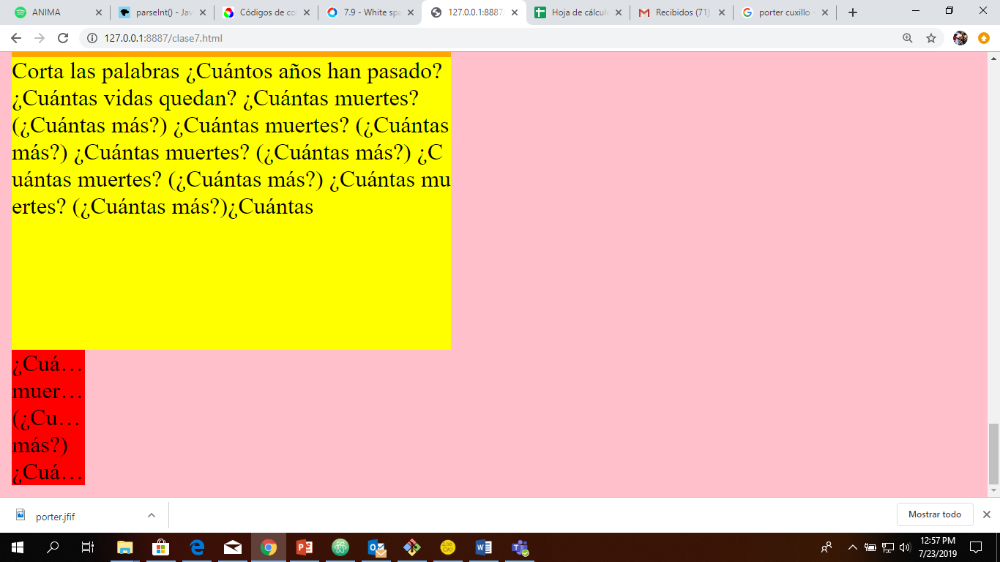 ANIMA
parseInt() - Jav
Códigos de co
7.9 - White spa
127.0.0.1:8887/
Hoja de cálcul
Recibidos (71)
porter cuxillo -
127.0.0.1:8887/clase7.html
Corta las palabras ¿Cuántos años han pasado?
¿Cuántas vidas quedan? ¿Cuántas muertes?
(¿Cuántas más?) ¿Cuántas muertes? (¿Cuántas
más?) ¿Cuántas muertes? (¿Cuántas más?) ¿C
uántas muertes? (¿Cuántas más?) ¿Cuántas mu
ertes? (¿Cuántas más?)¿Cuántas
¿Cuá…
muer…
(¿Cu…
más?)
¿Cuá…
porter.jfif
Mostrar todo
12:57 PM
7/23/2019